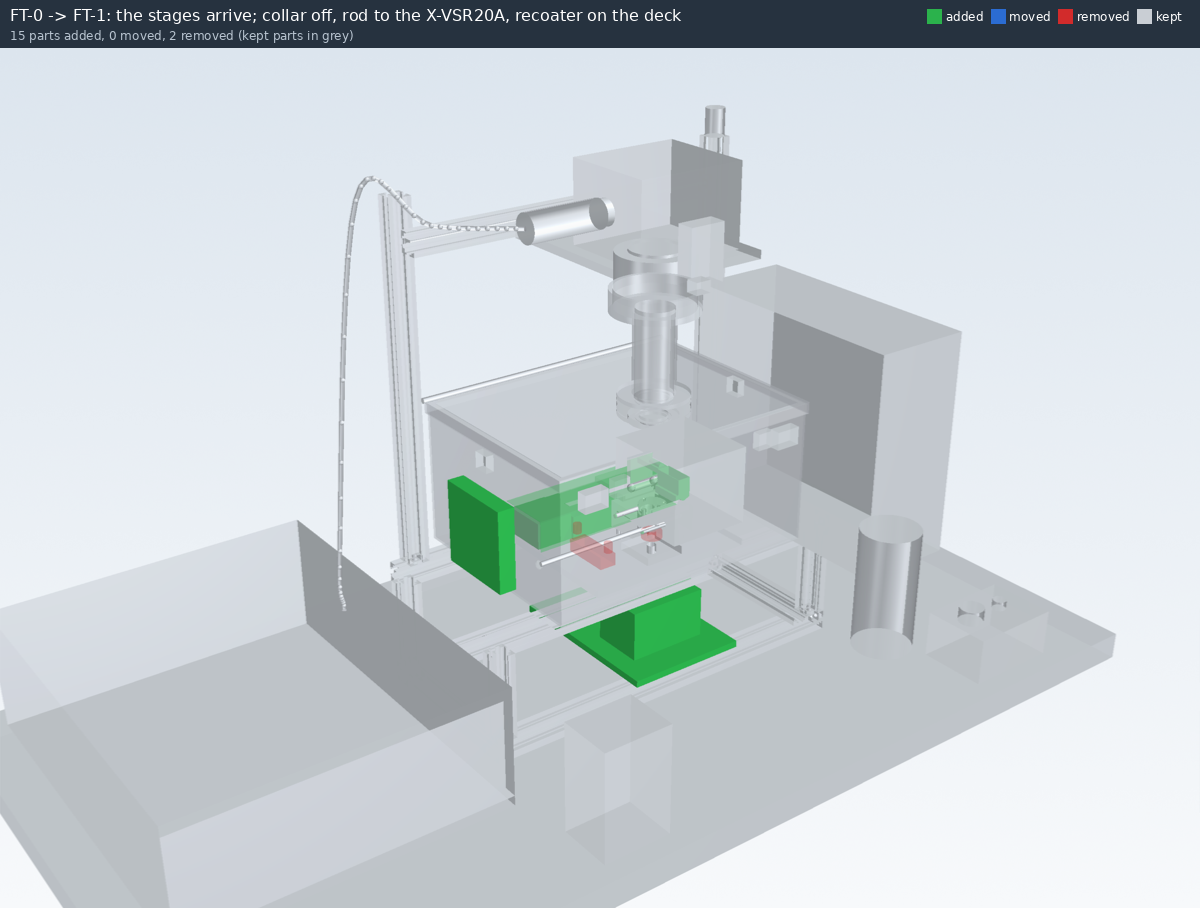 FT-0 -> FT-1: the stages arrive; collar off, rod to the X-VSR20A, recoater on the deck
added moved removed kept
15 parts added, 0 moved, 2 removed (kept parts in grey)